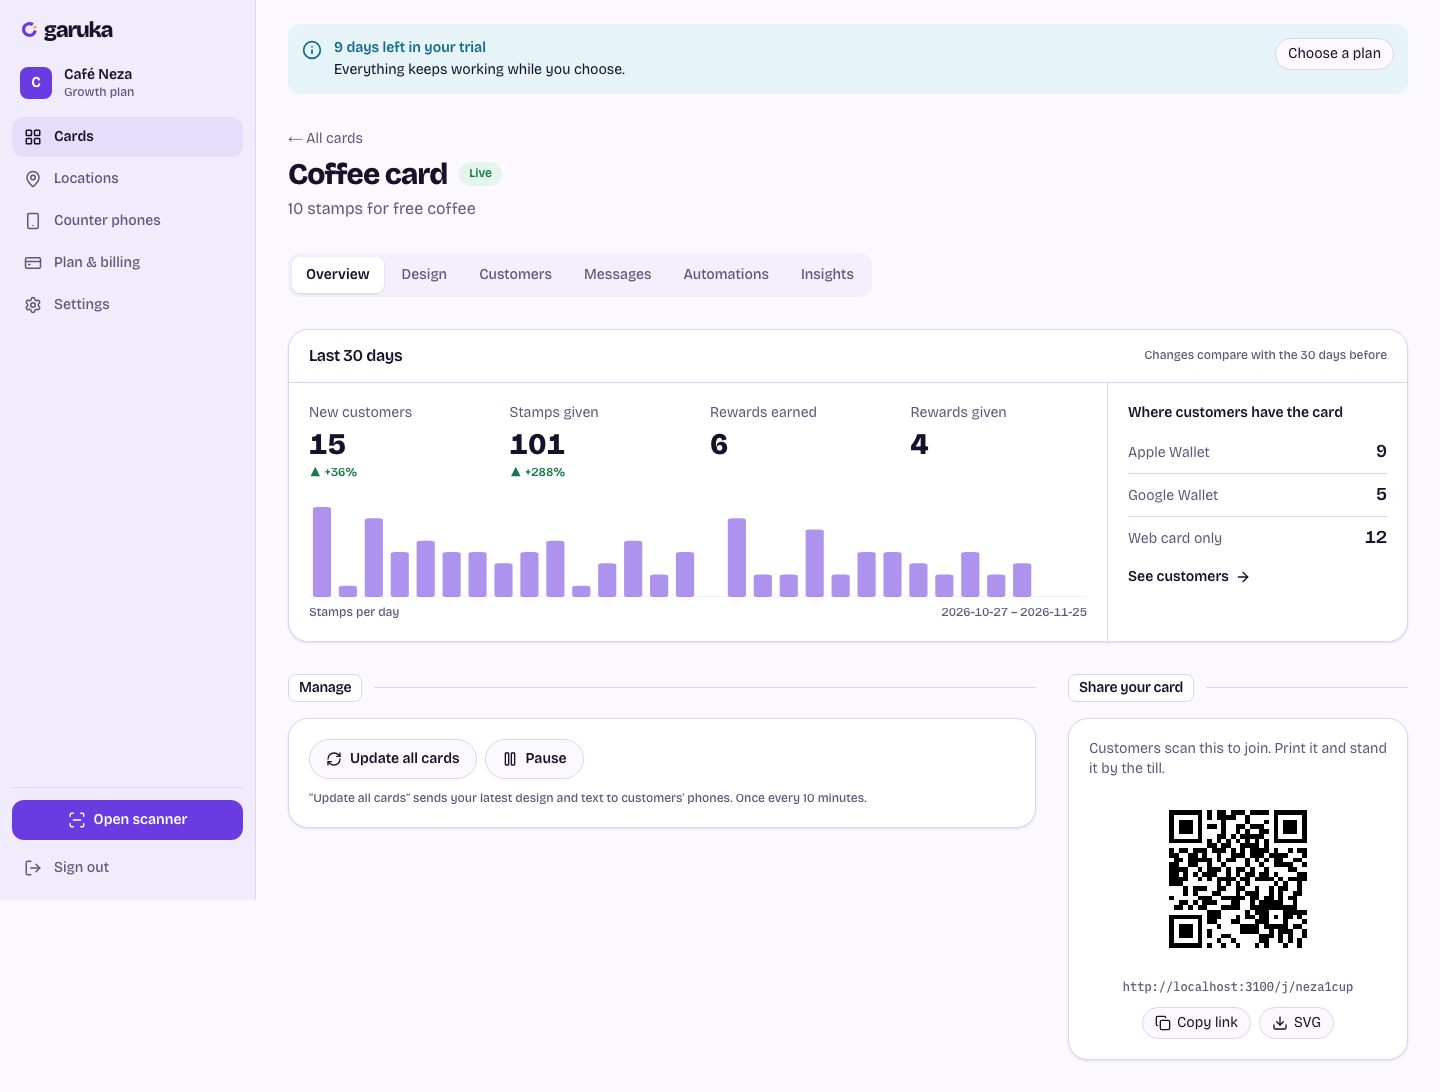 garuka
C
Café Neza
Growth plan
Cards
Locations
Counter phones
Plan & billing
Settings
Open scanner
Sign out
9 days left in your trial
Everything keeps working while you choose.
Choose a plan
← All cards
Coffee card
Live
10 stamps for free coffee
Overview
Design
Customers
Messages
Automations
Insights
Last 30 days
Changes compare with the 30 days before
New customers
15
▲ +36%
Stamps given
101
▲ +288%
Rewards earned
6
Rewards given
4
Stamps per day
2026-10-27 – 2026-11-25
Where customers have the card
Apple Wallet 9
Google Wallet 5
Web card only 12
See customers →
Manage
Update all cards
Pause
“Update all cards” sends your latest design and text to customers’ phones. Once every 10 minutes.
Share your card
Customers scan this to join. Print it and stand
it by the till.
http://localhost:3100/j/neza1cup
Copy link
SVG